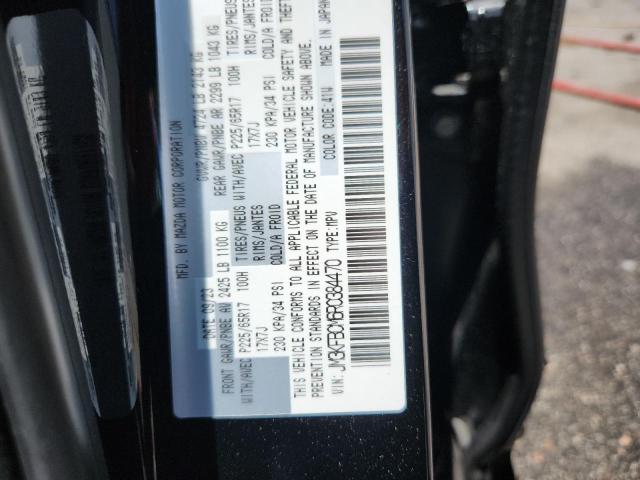 MFD. BY MAZDA MOTOR CORPORATION
DATE 09/23 GVWR/PNBV 4724 LB 2143 KG
FRONT GAWR/PNBE AV 2425 LB 1100 KG REAR GAWR/PNBE AR 2299 LB 1043 KG
WITH/AVEC P225/65R17 100H TIRES/PNEUS WITH/AVEC P225/65R17 100H TIRES/PNEUS
17X7J RIMS/JANTES 17X7J RIMS/JANTES
230 KPA/34 PSI COLD/A FROID 230 KPA/34 PSI COLD/A FROID
THIS VEHICLE CONFORMS TO ALL APPLICABLE FEDERAL MOTOR VEHICLE SAFETY AND THEFT
PREVENTION STANDARDS IN EFFECT ON THE DATE OF MANUFACTURE SHOWN ABOVE.
VIN: JM3KFBCM6R0384470 TYPE:MPV COLOR CODE:41W MADE IN JAPAN